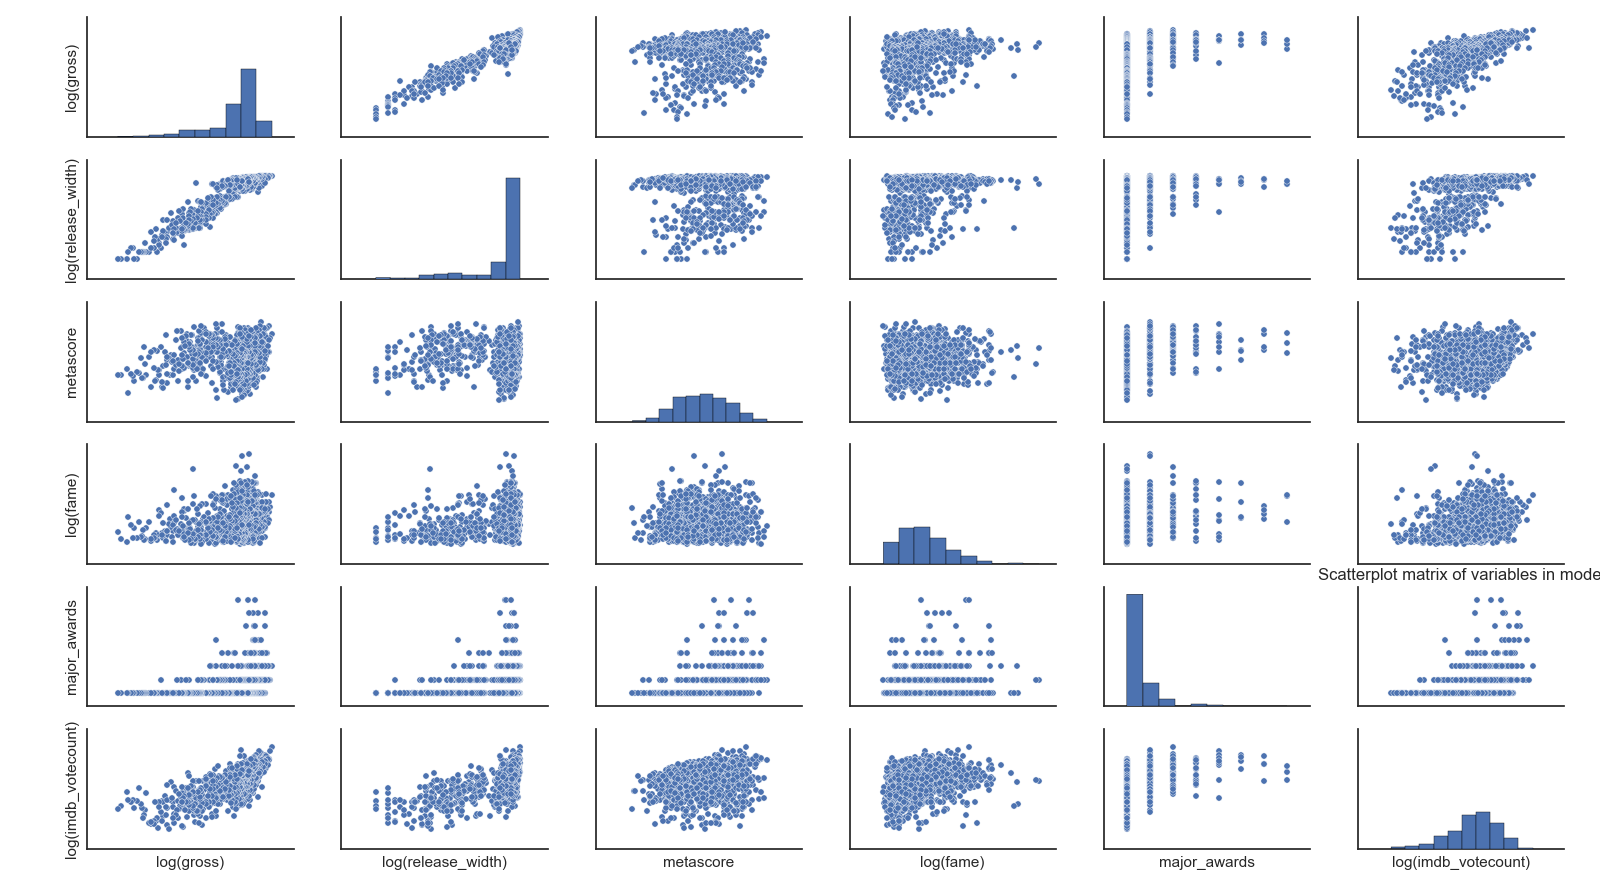 log(gross)
log(release_width)
metascore
log(fame)
Scatterplot matrix of variables in mode
major_awards
log(imdb_votecount)
log(gross)
log(release_width)
metascore
log(fame)
major_awards
log(imdb_votecount)